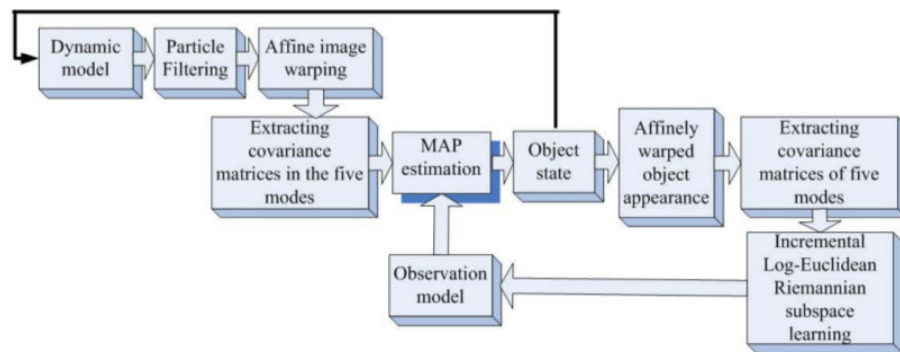 Dynamic
model
Particle
Filtering
Affine image
warping
Extracting
covariance
matrices in the five
modes
MAP
estimation
Object
state
Affinely
warped
object
appearance
Extracting
covariance
matrices of five
modes
Observation
model
Incremental
Log-Euclidean
Riemannian
subspace
learning